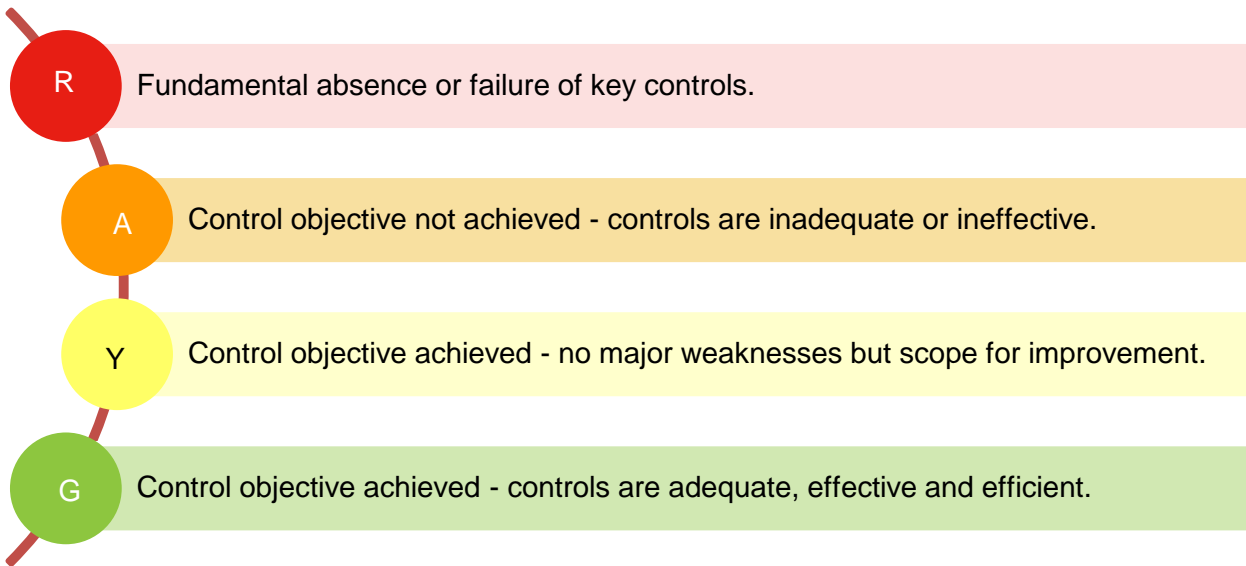 R
Fundamental absence or failure of key controls.
A
Control objective not achieved - controls are inadequate or ineffective.
Y
Control objective achieved - no major weaknesses but scope for improvement.
G
Control objective achieved - controls are adequate, effective and efficient.